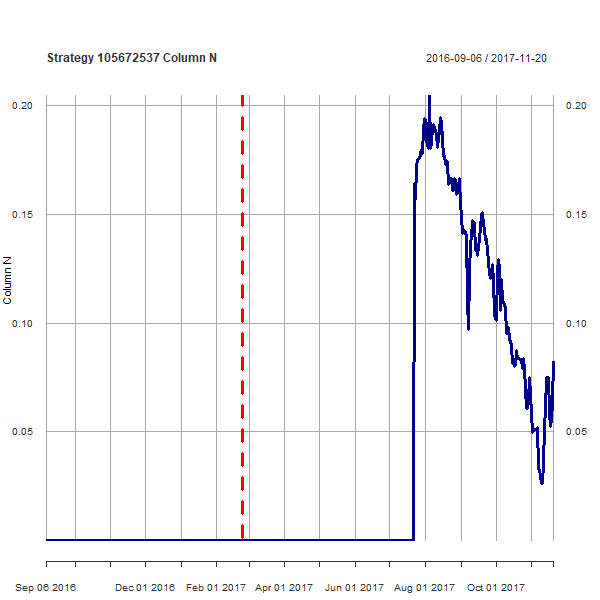 Strategy 105672537 Column N
2016-09-06 / 2017-11-20
0.20
0.20
0.15
0.15
Column N
0.10
0.10
0.05
0.05
Sep 06 2016
Dec 01 2016
Feb 01 2017
Apr 01 2017
Jun 01 2017
Aug 01 2017
Oct 01 2017